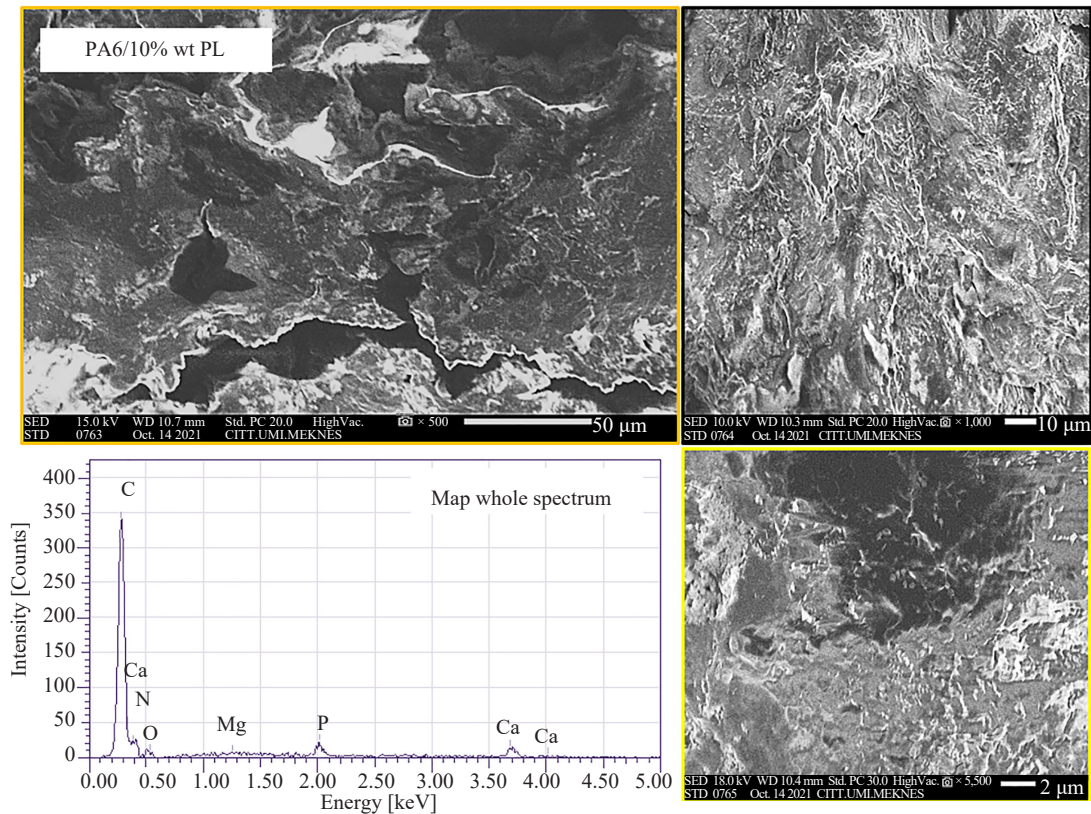 PA6/10% wt PL
SED 15.0 kV WD 10.7 mm Std. PC 20.0 HighVac. × 500 50 μm
STD 0763 Oct. 14 2021 CITT.UMI.MEKNES
SED 10.0 kV WD 10.3 mm Std. PC 20.0 HighVac. × 1,000 10 μm
STD 0764 Oct. 14 2021 CITT.UMI.MEKNES
Map whole spectrum
Intensity [Counts]
400
350
300
250
200
150
100
50
0
C
Ca
N
O
Mg
P
Ca
Ca
0.00 0.50 1.00 1.50 2.00 2.50 3.00 3.50 4.00 4.50 5.00
Energy [keV]
SED 18.0 kV WD 10.4 mm Std. PC 30.0 HighVac. × 5,500 2 μm
STD 0765 Oct. 14 2021 CITT.UMI.MEKNES